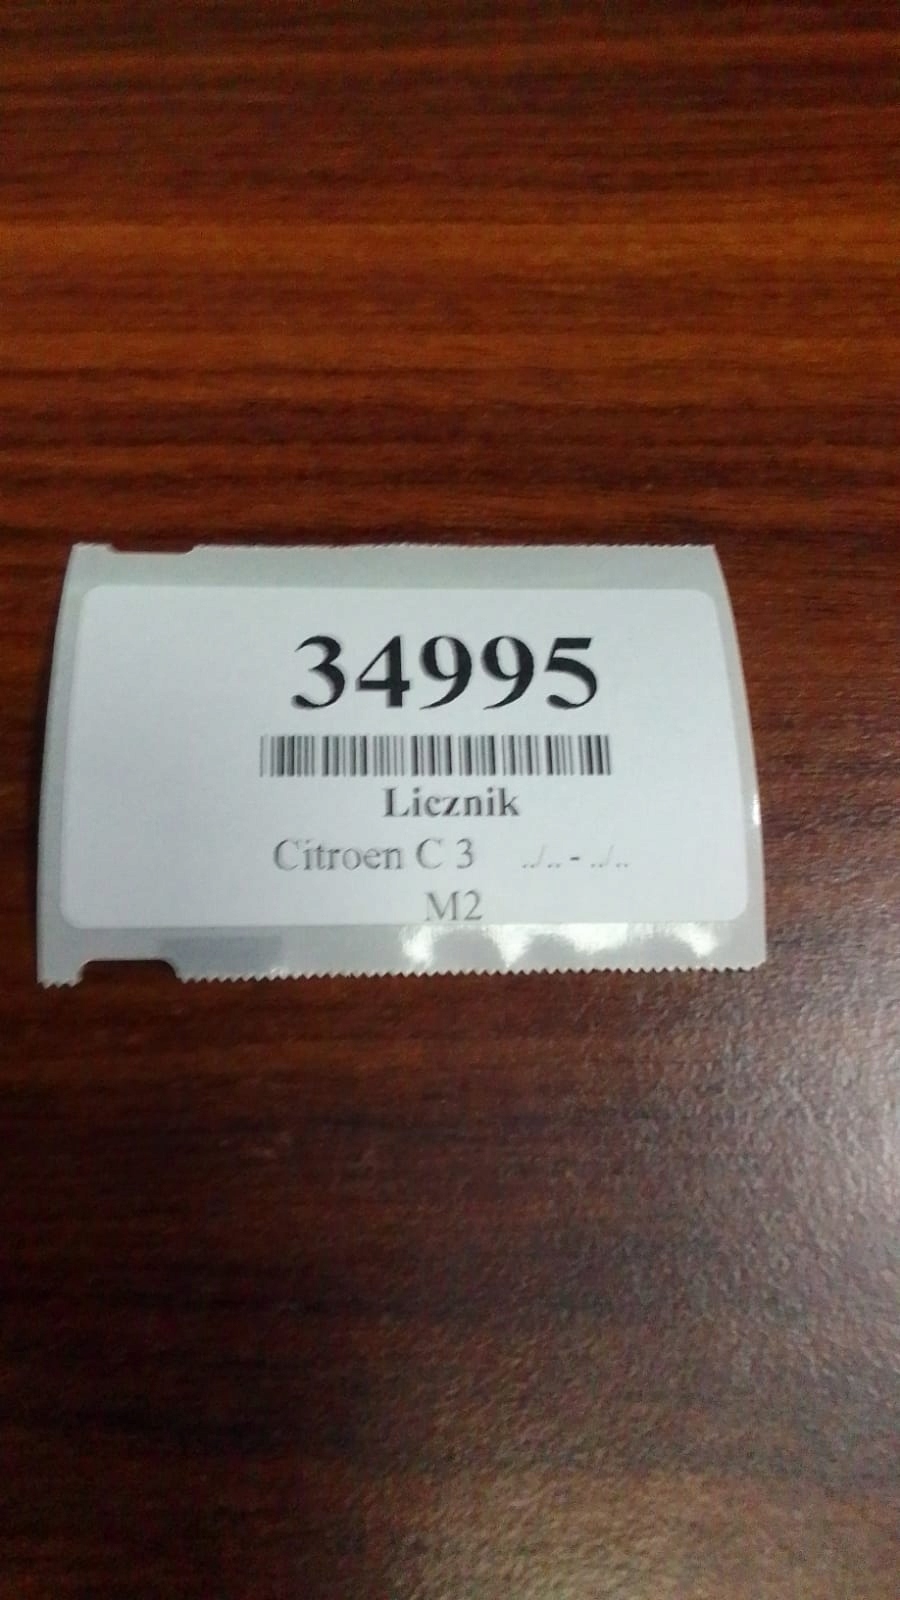 34995
Licznik
Citroen C 3 ../.. - ../..
M2